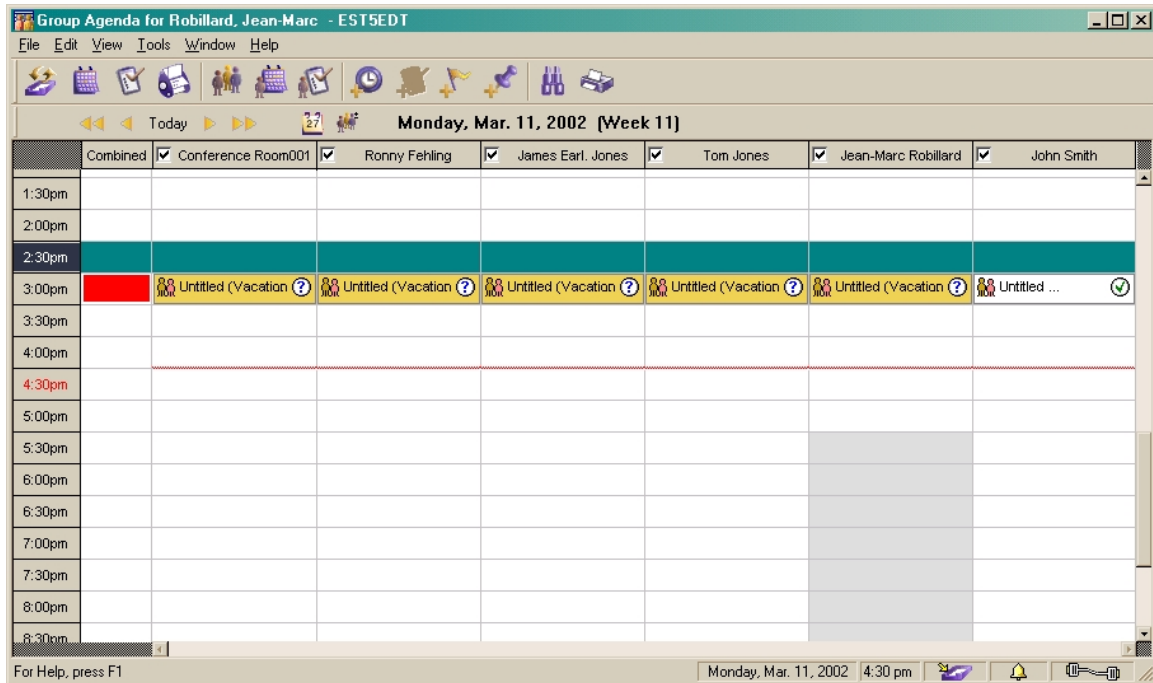 Group Agenda for Robillard, Jean-Marc - EST5EDT
File Edit View Tools Window Help
Today 27 Monday, Mar. 11, 2002 (Week 11)
Combined Conference Room001 Ronny Fehling James Earl. Jones Tom Jones Jean-Marc Robillard John Smith
1:30pm
2:00pm
2:30pm
3:00pm Untitled (Vacation ? Untitled (Vacation ? Untitled (Vacation ? Untitled (Vacation ? Untitled (Vacation ? Untitled ...
3:30pm
4:00pm
4:30pm
5:00pm
5:30pm
6:00pm
6:30pm
7:00pm
7:30pm
8:00pm
8:30pm
For Help, press F1 Monday, Mar. 11, 2002 4:30 pm